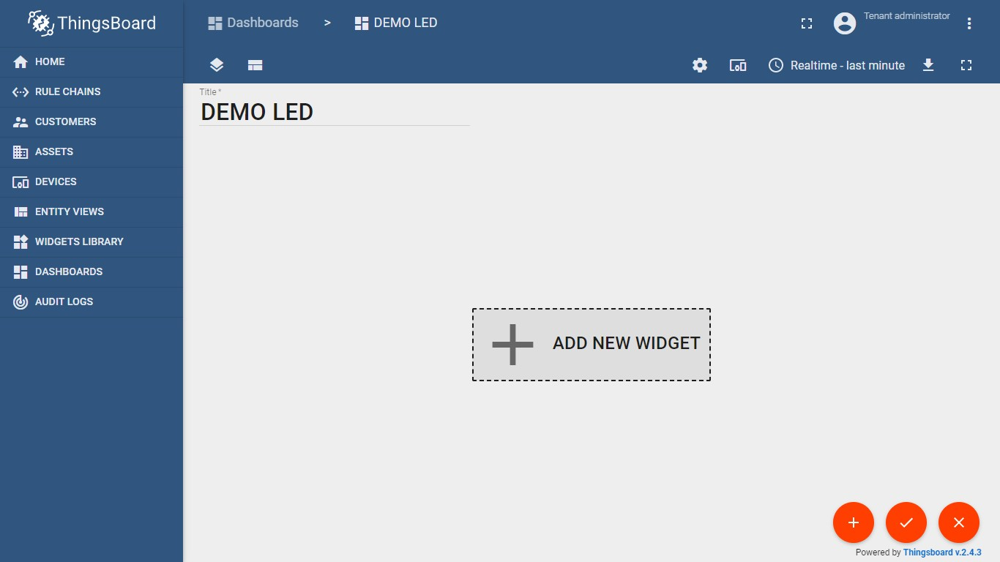 ThingsBoard
Dashboards > DEMO LED
Tenant administrator
HOME
RULE CHAINS
CUSTOMERS
ASSETS
DEVICES
ENTITY VIEWS
WIDGETS LIBRARY
DASHBOARDS
AUDIT LOGS
Realtime - last minute
Title *
DEMO LED
ADD NEW WIDGET
Powered by Thingsboard v.2.4.3